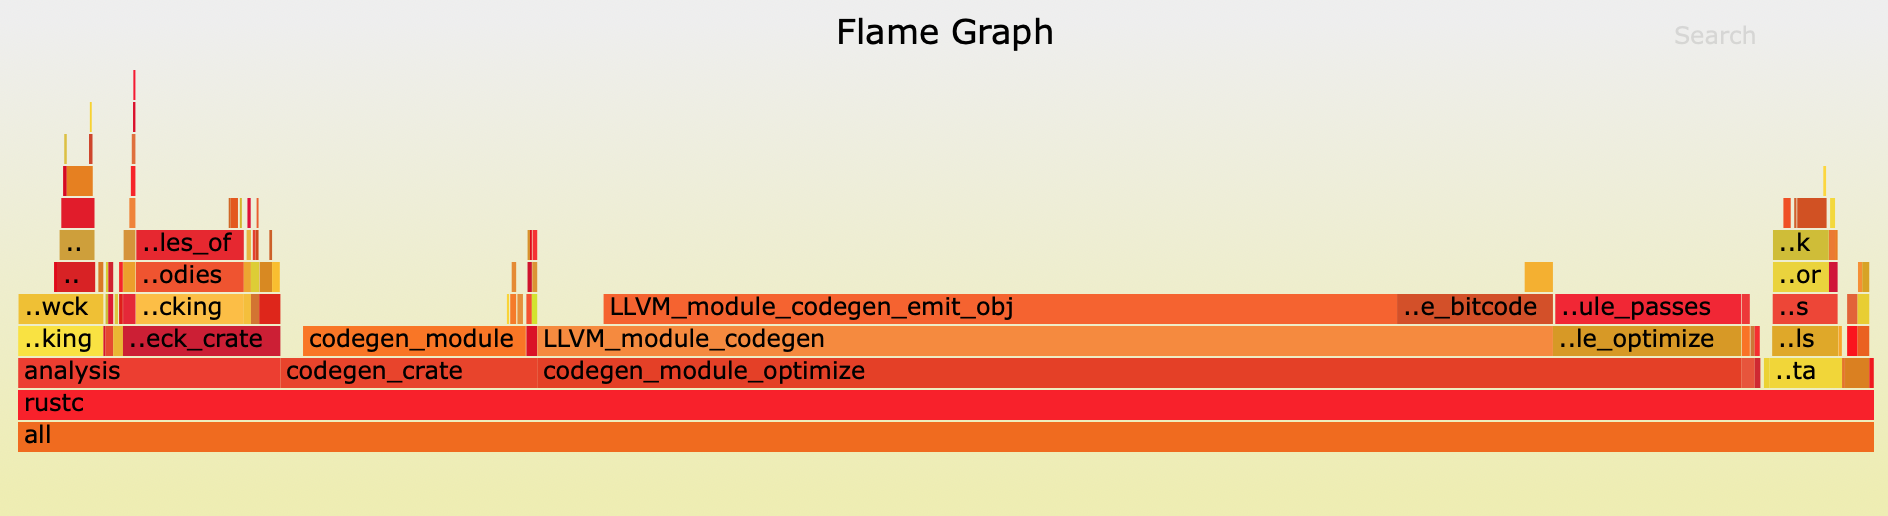 Flame Graph
Search
..
..les_of
..k
..
..odies
..or
..wck
..cking
LLVM_module_codegen_emit_obj
..e_bitcode
..ule_passes
..s
..king
..eck_crate
codegen_module
LLVM_module_codegen
..le_optimize
..ls
analysis
codegen_crate
codegen_module_optimize
..ta
rustc
all